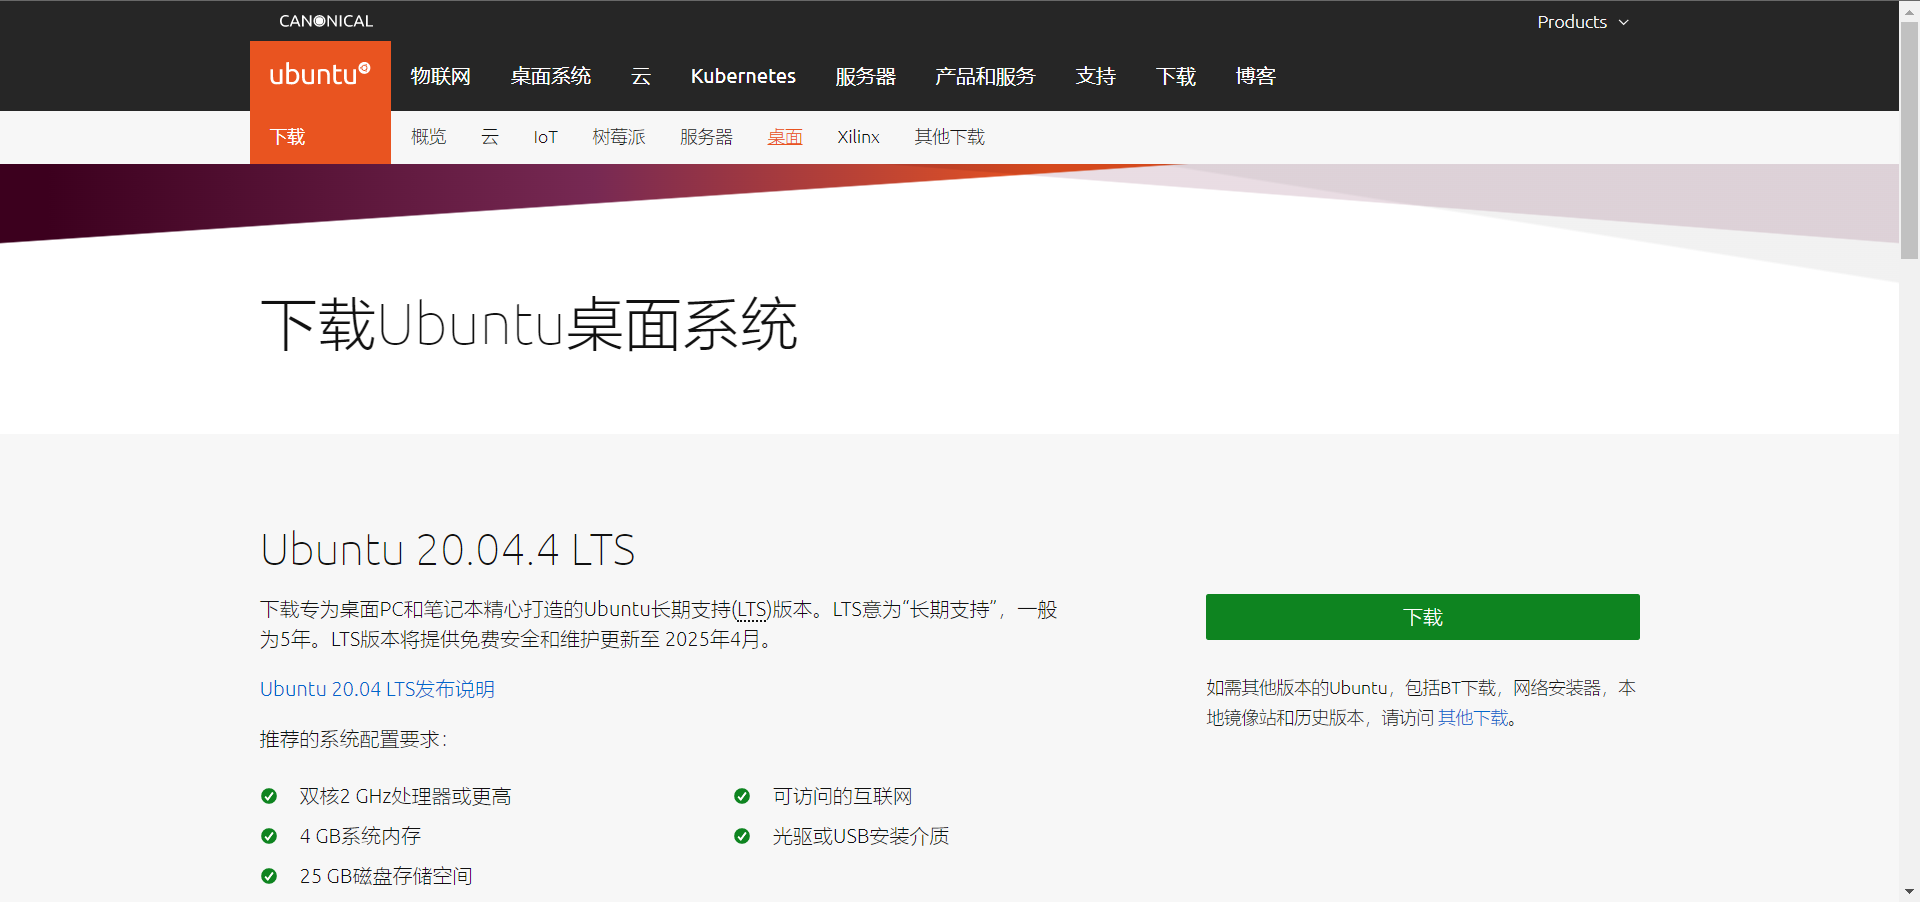 CANONICAL
Products
ubuntu
物联网 桌面系统 云 Kubernetes 服务器 产品和服务 支持 下载 博客
下载 概览 云 IoT 树莓派 服务器 桌面 Xilinx 其他下载
下载Ubuntu桌面系统
Ubuntu 20.04.4 LTS
下载专为桌面PC和笔记本精心打造的Ubuntu长期支持(LTS)版本。LTS意为“长期支持”，一般
为5年。LTS版本将提供免费安全和维护更新至 2025年4月。
Ubuntu 20.04 LTS发布说明
推荐的系统配置要求：
双核2 GHz处理器或更高
4 GB系统内存
25 GB磁盘存储空间
可访问的互联网
光驱或USB安装介质
下载
如需其他版本的Ubuntu，包括BT下载，网络安装器，本
地镜像站和历史版本，请访问 其他下载。